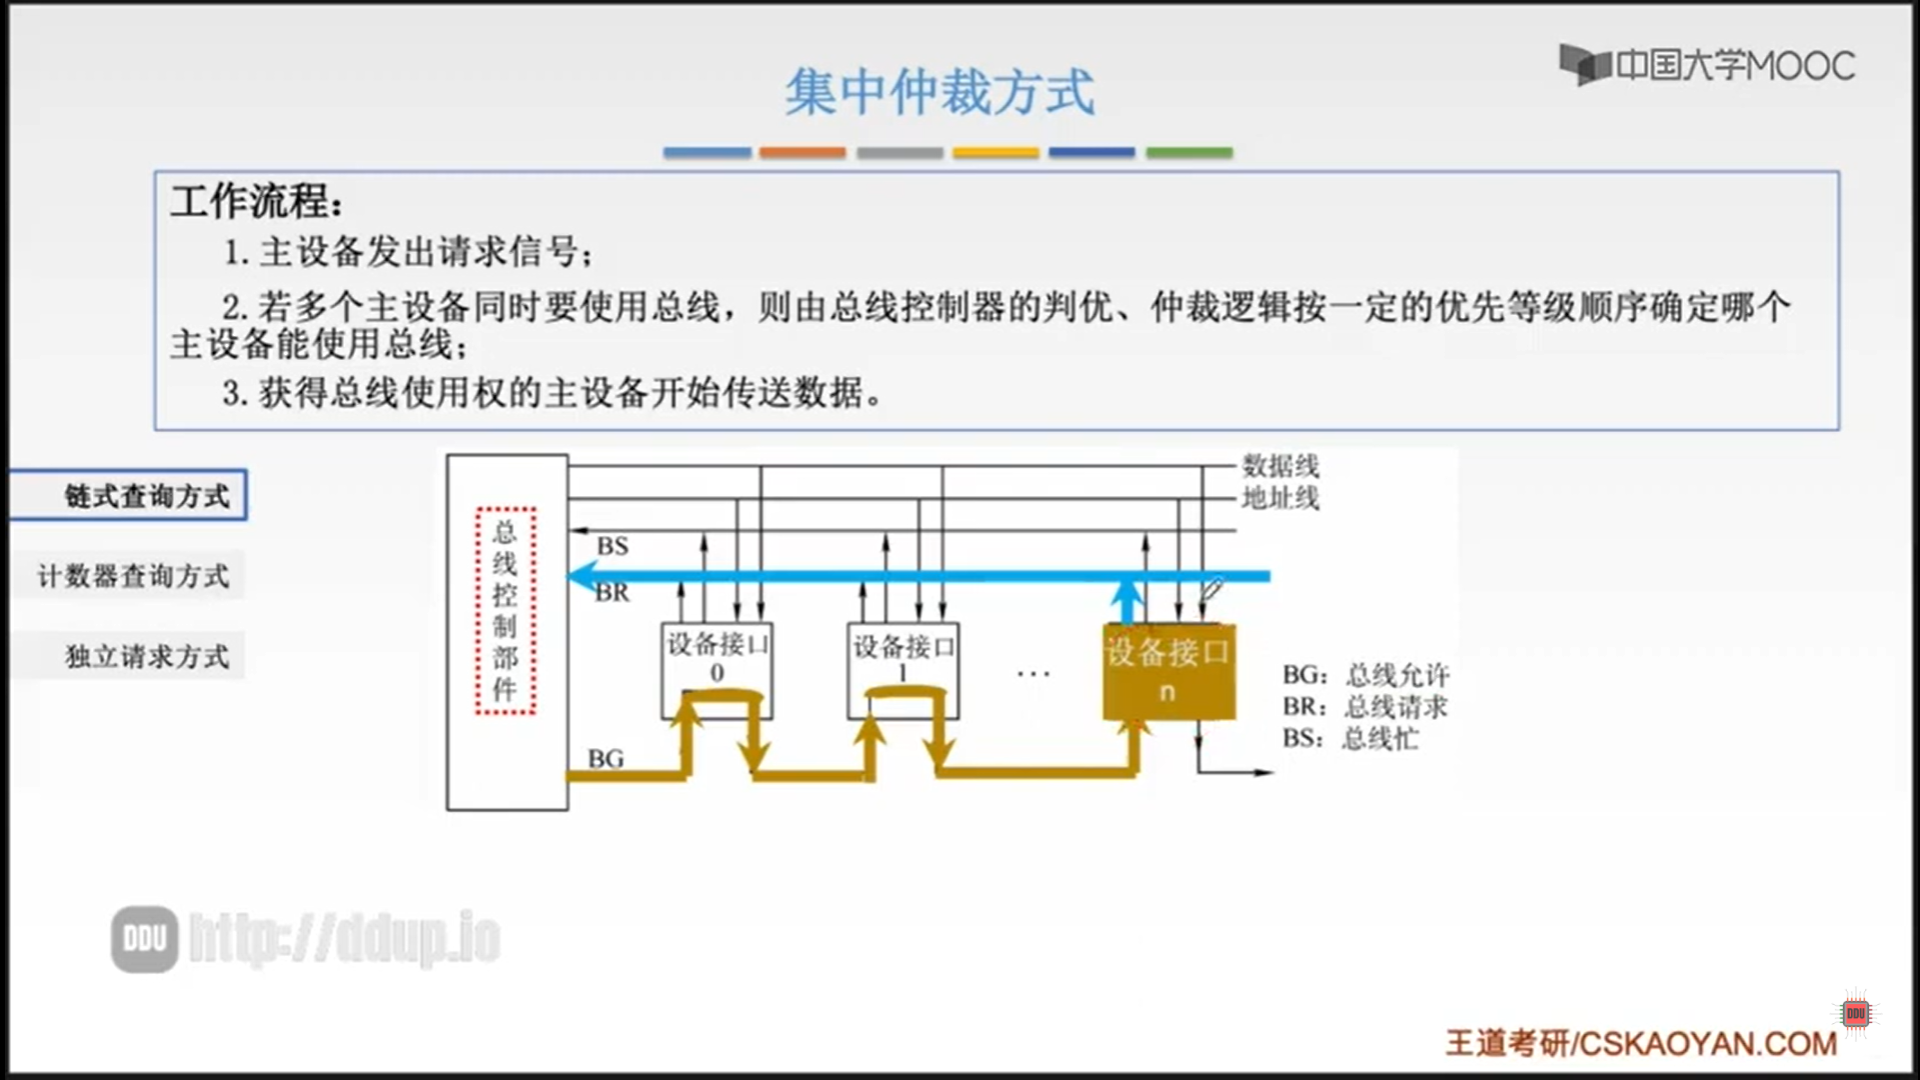 中国大学MOOC
集中仲裁方式
工作流程：
1. 主设备发出请求信号；
2. 若多个主设备同时要使用总线，则由总线控制器的判优、仲裁逻辑按一定的优先等级顺序确定哪个
主设备能使用总线；
3. 获得总线使用权的主设备开始传送数据。
链式查询方式
计数器查询方式
独立请求方式
总线控制部件
数据线
地址线
BS
BR
设备接口
0
设备接口
1
…
设备接口
n
BG
BG：总线允许
BR：总线请求
BS：总线忙
DDU http://ddup.io
DDU
王道考研/CSKAOYAN.COM